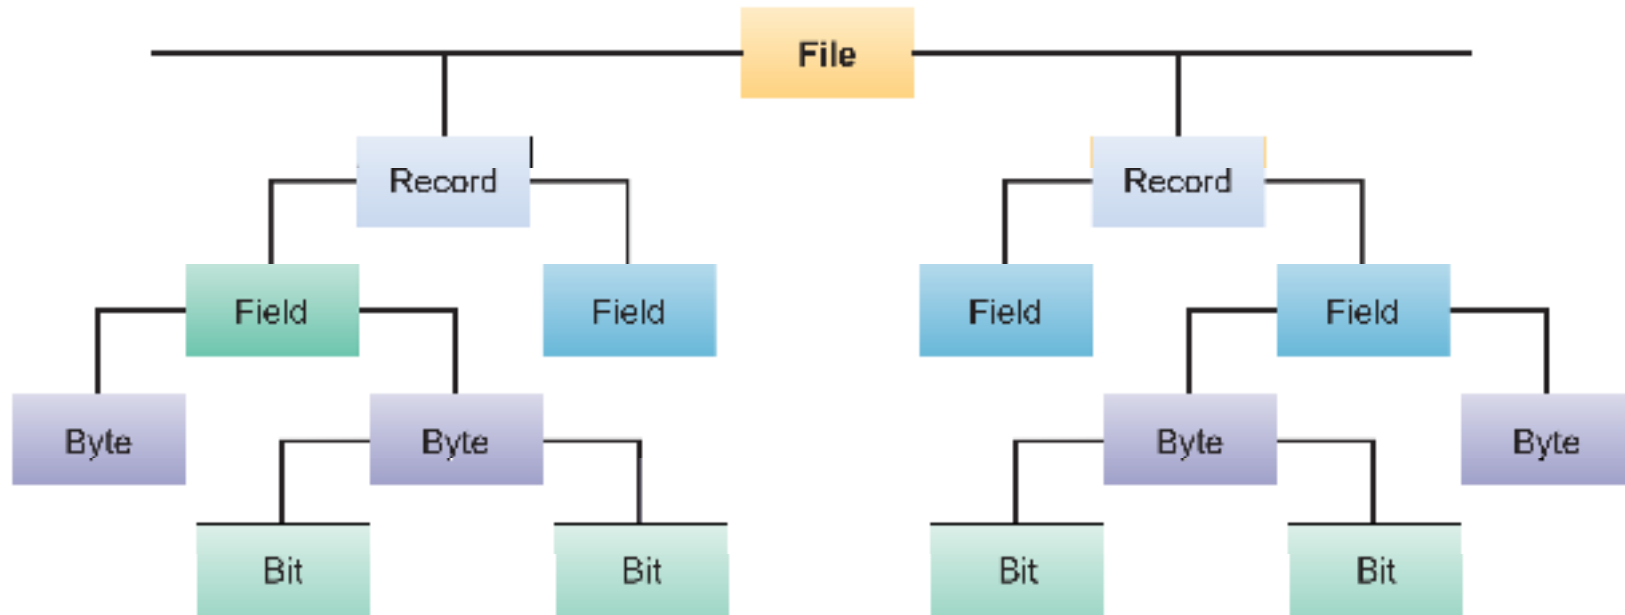 File
Record
Record
Field
Field
Field
Field
Byte
Byte
Byte
Byte
Bit
Bit
Bit
Bit